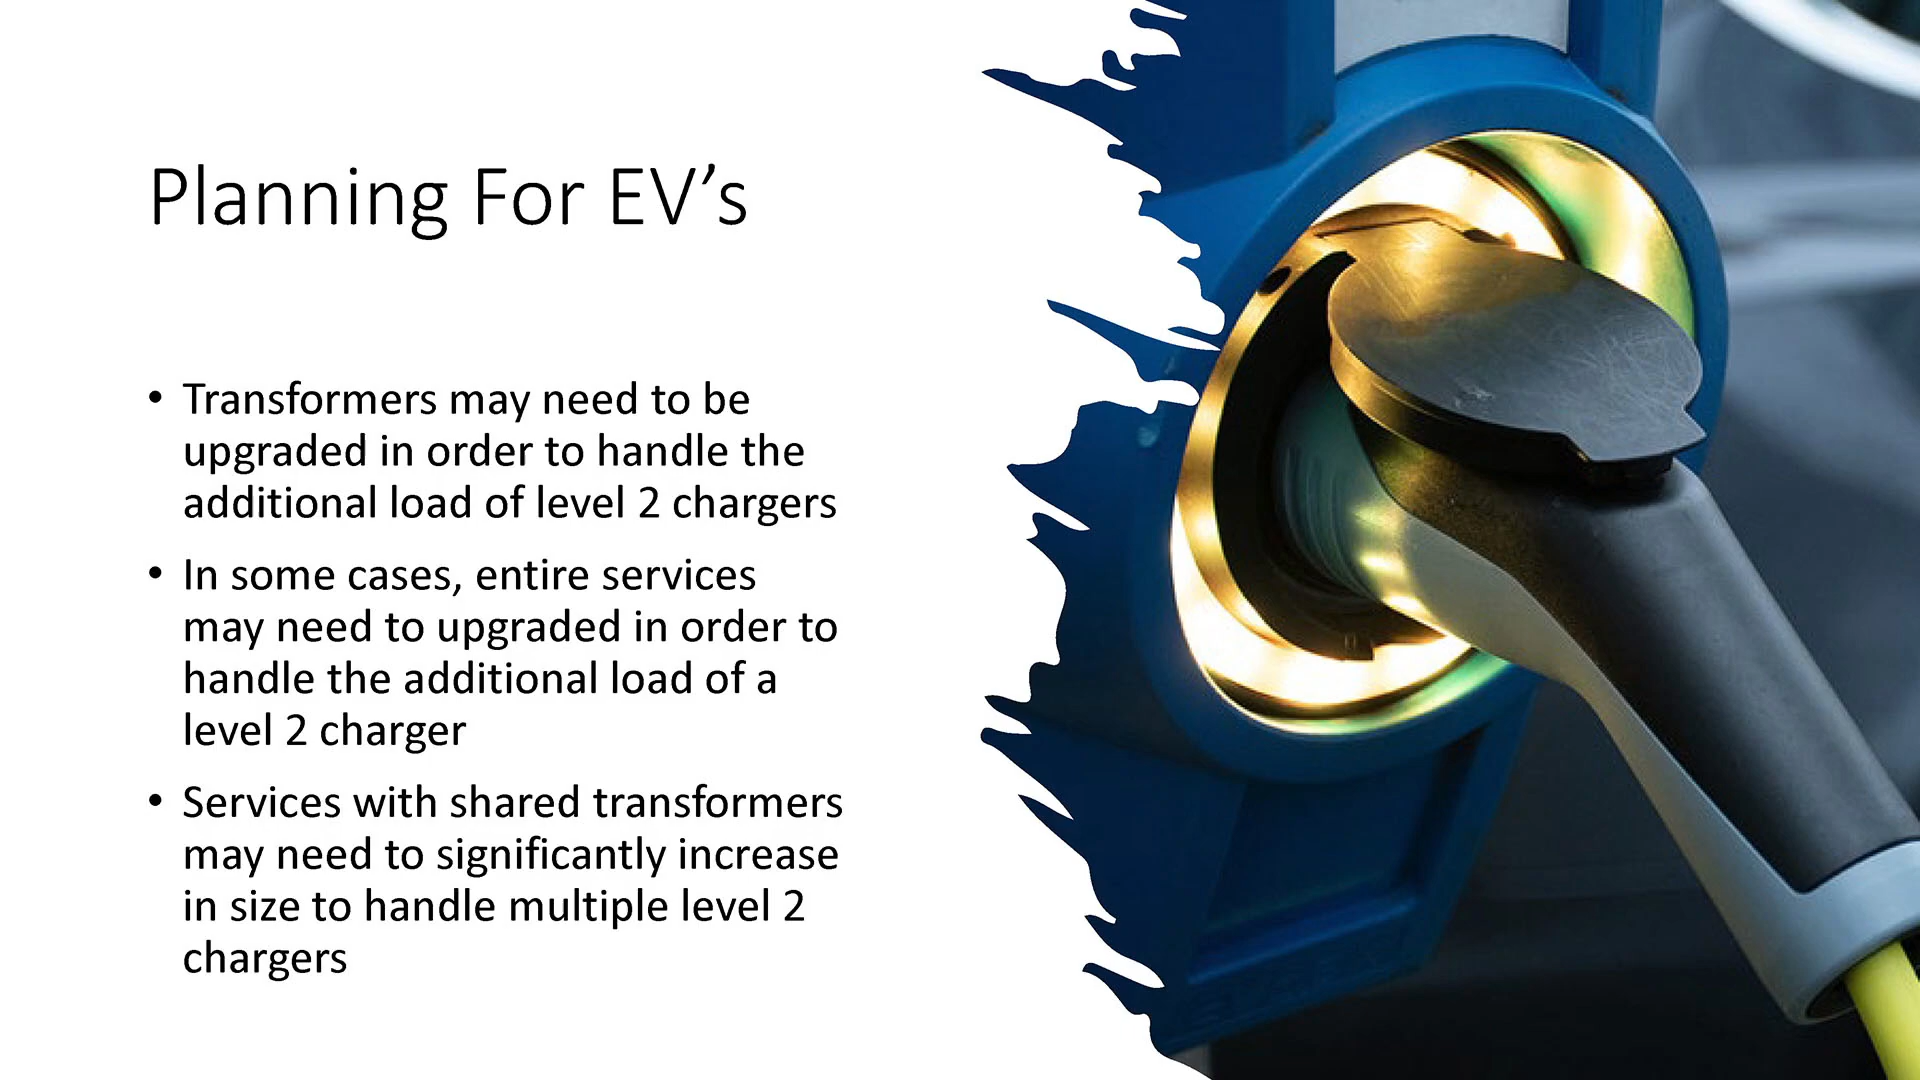 Planning For EV’s
• Transformers may need to be
upgraded in order to handle the
additional load of level 2 chargers
• In some cases, entire services
may need to upgraded in order to
handle the additional load of a
level 2 charger
• Services with shared transformers
may need to significantly increase
in size to handle multiple level 2
chargers